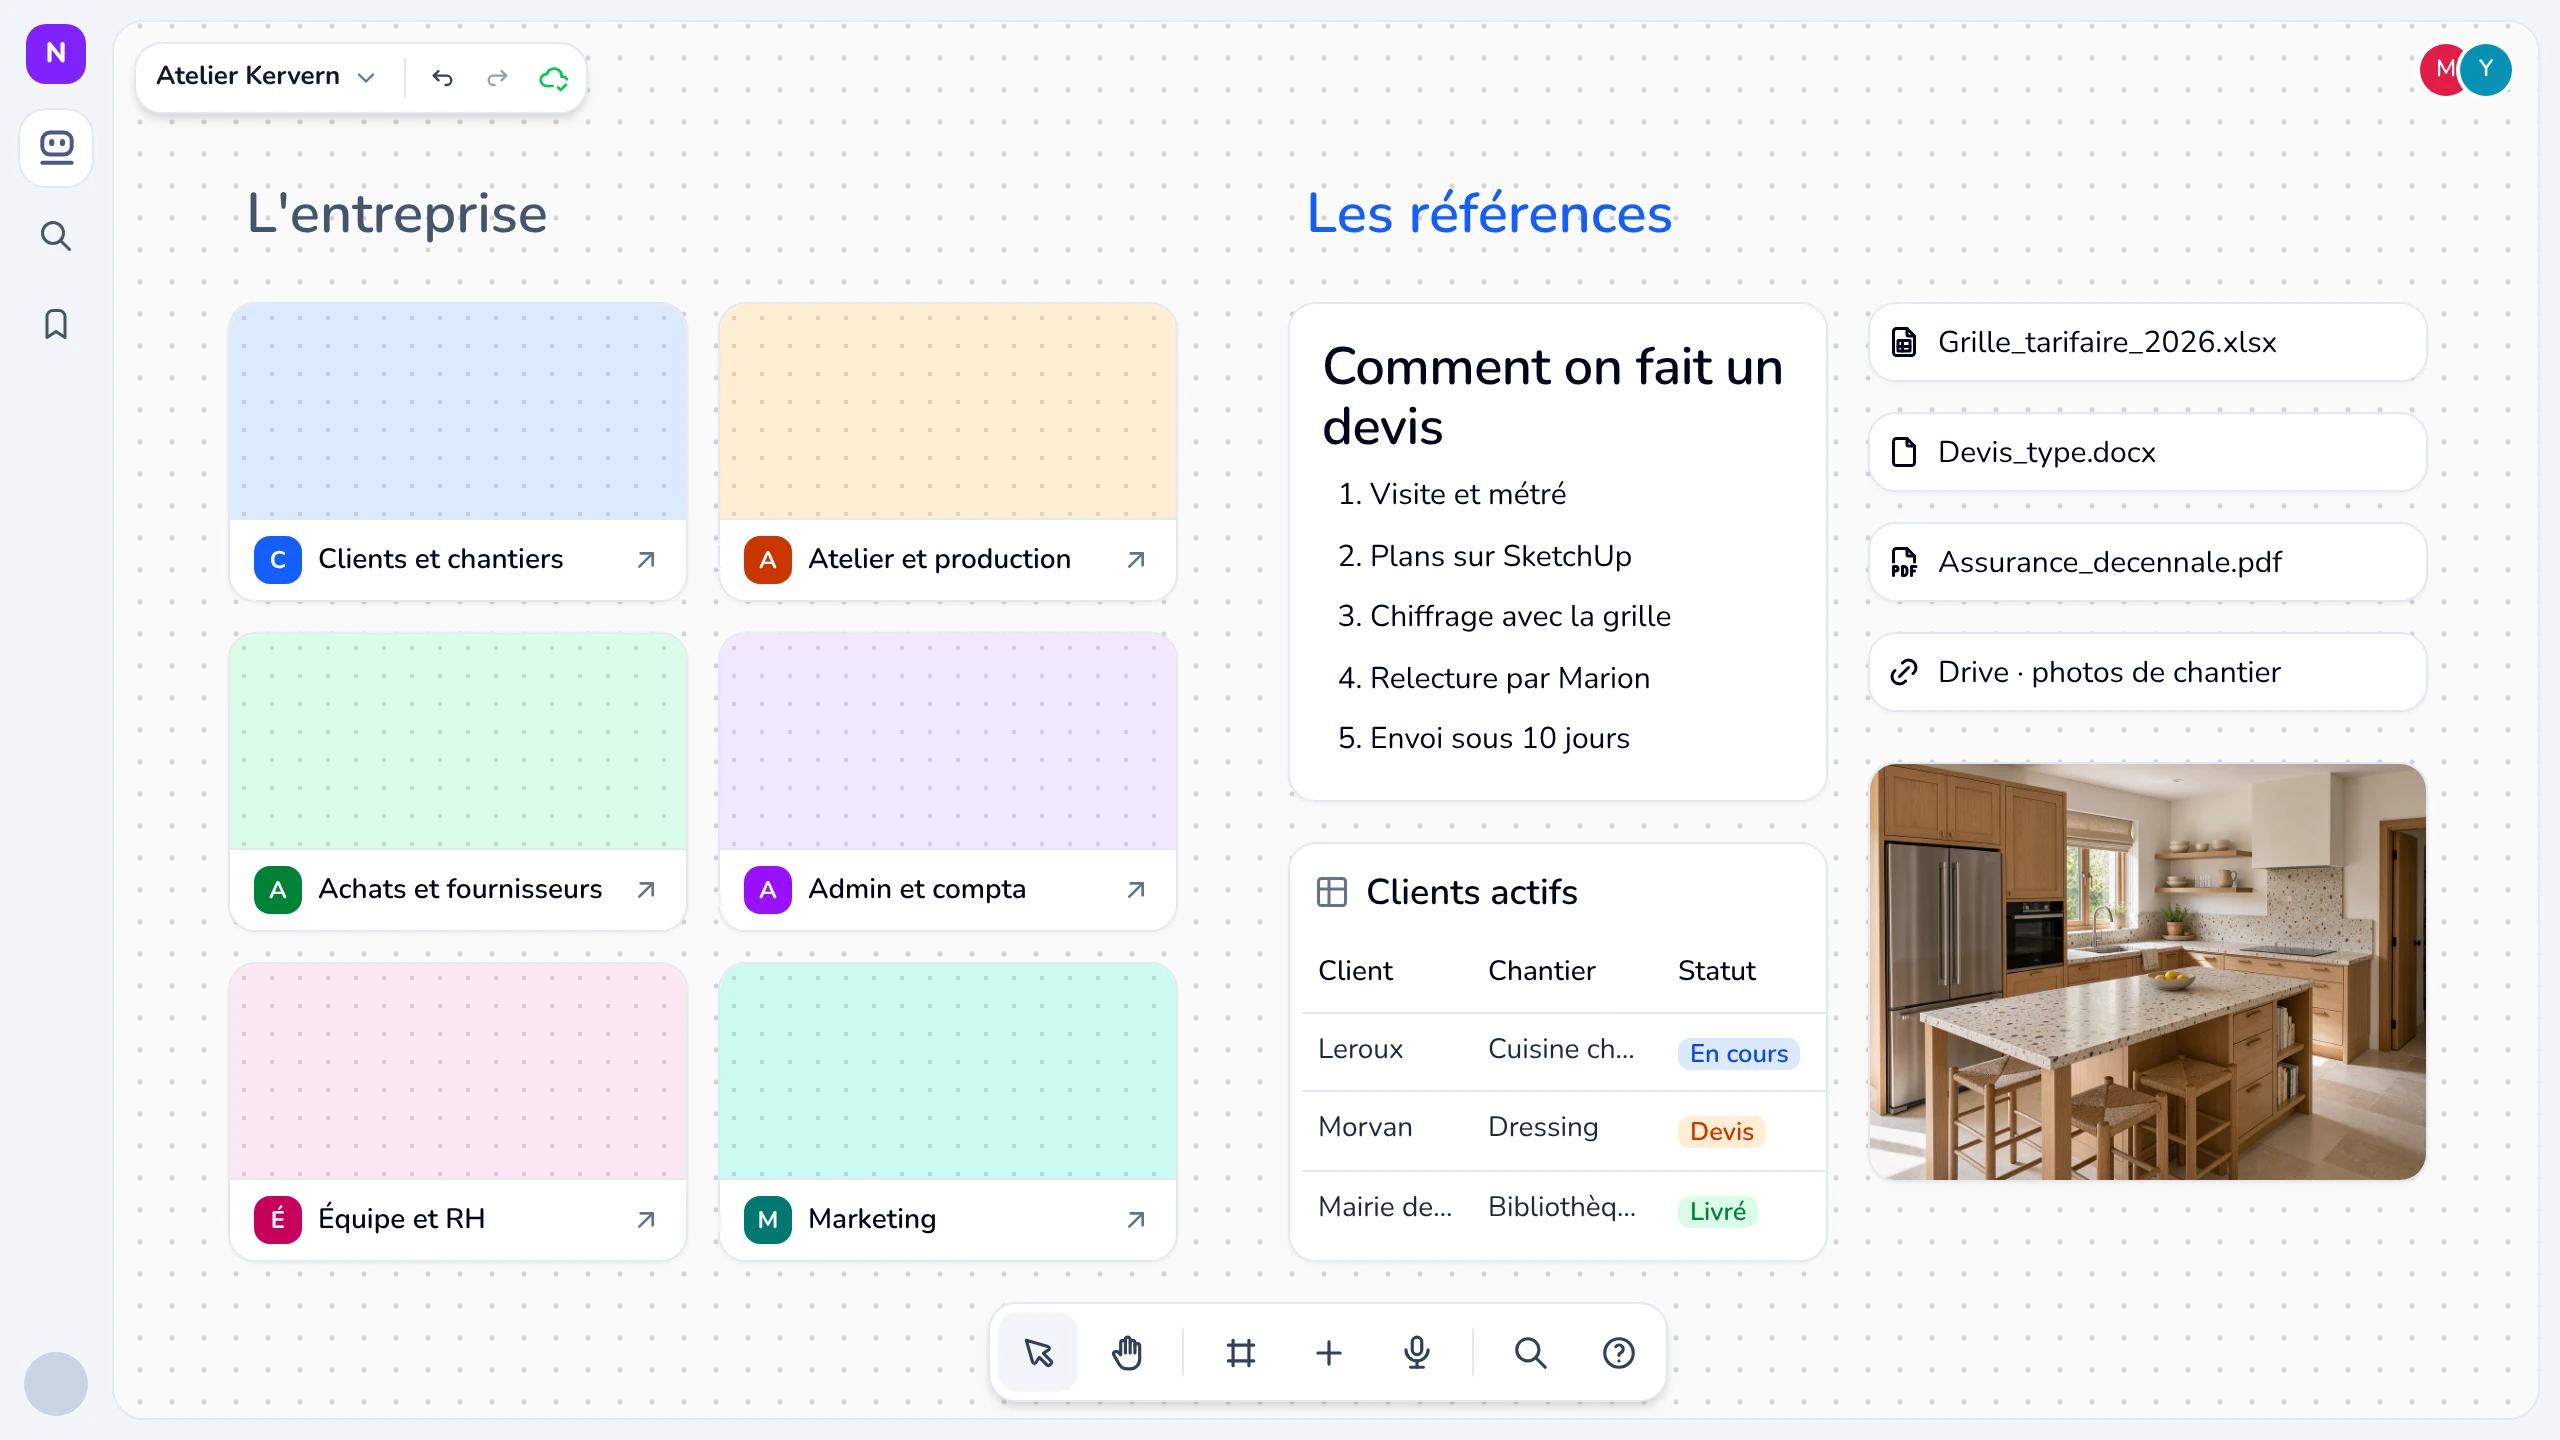 N
Atelier Kervern
M
Y
L'entreprise
Clients et chantiers
C
Atelier et production
A
Achats et fournisseurs
A
Admin et compta
A
Équipe et RH
É
Marketing
M
Les références
Comment on fait un
devis
1. Visite et métré
2. Plans sur SketchUp
3. Chiffrage avec la grille
4. Relecture par Marion
5. Envoi sous 10 jours
Clients actifs
Client Chantier Statut
Leroux Cuisine ch... En cours
Morvan Dressing Devis
Mairie de... Bibliothèq... Livré
Grille_tarifaire_2026.xlsx
Devis_type.docx
PDF Assurance_decennale.pdf
Drive · photos de chantier